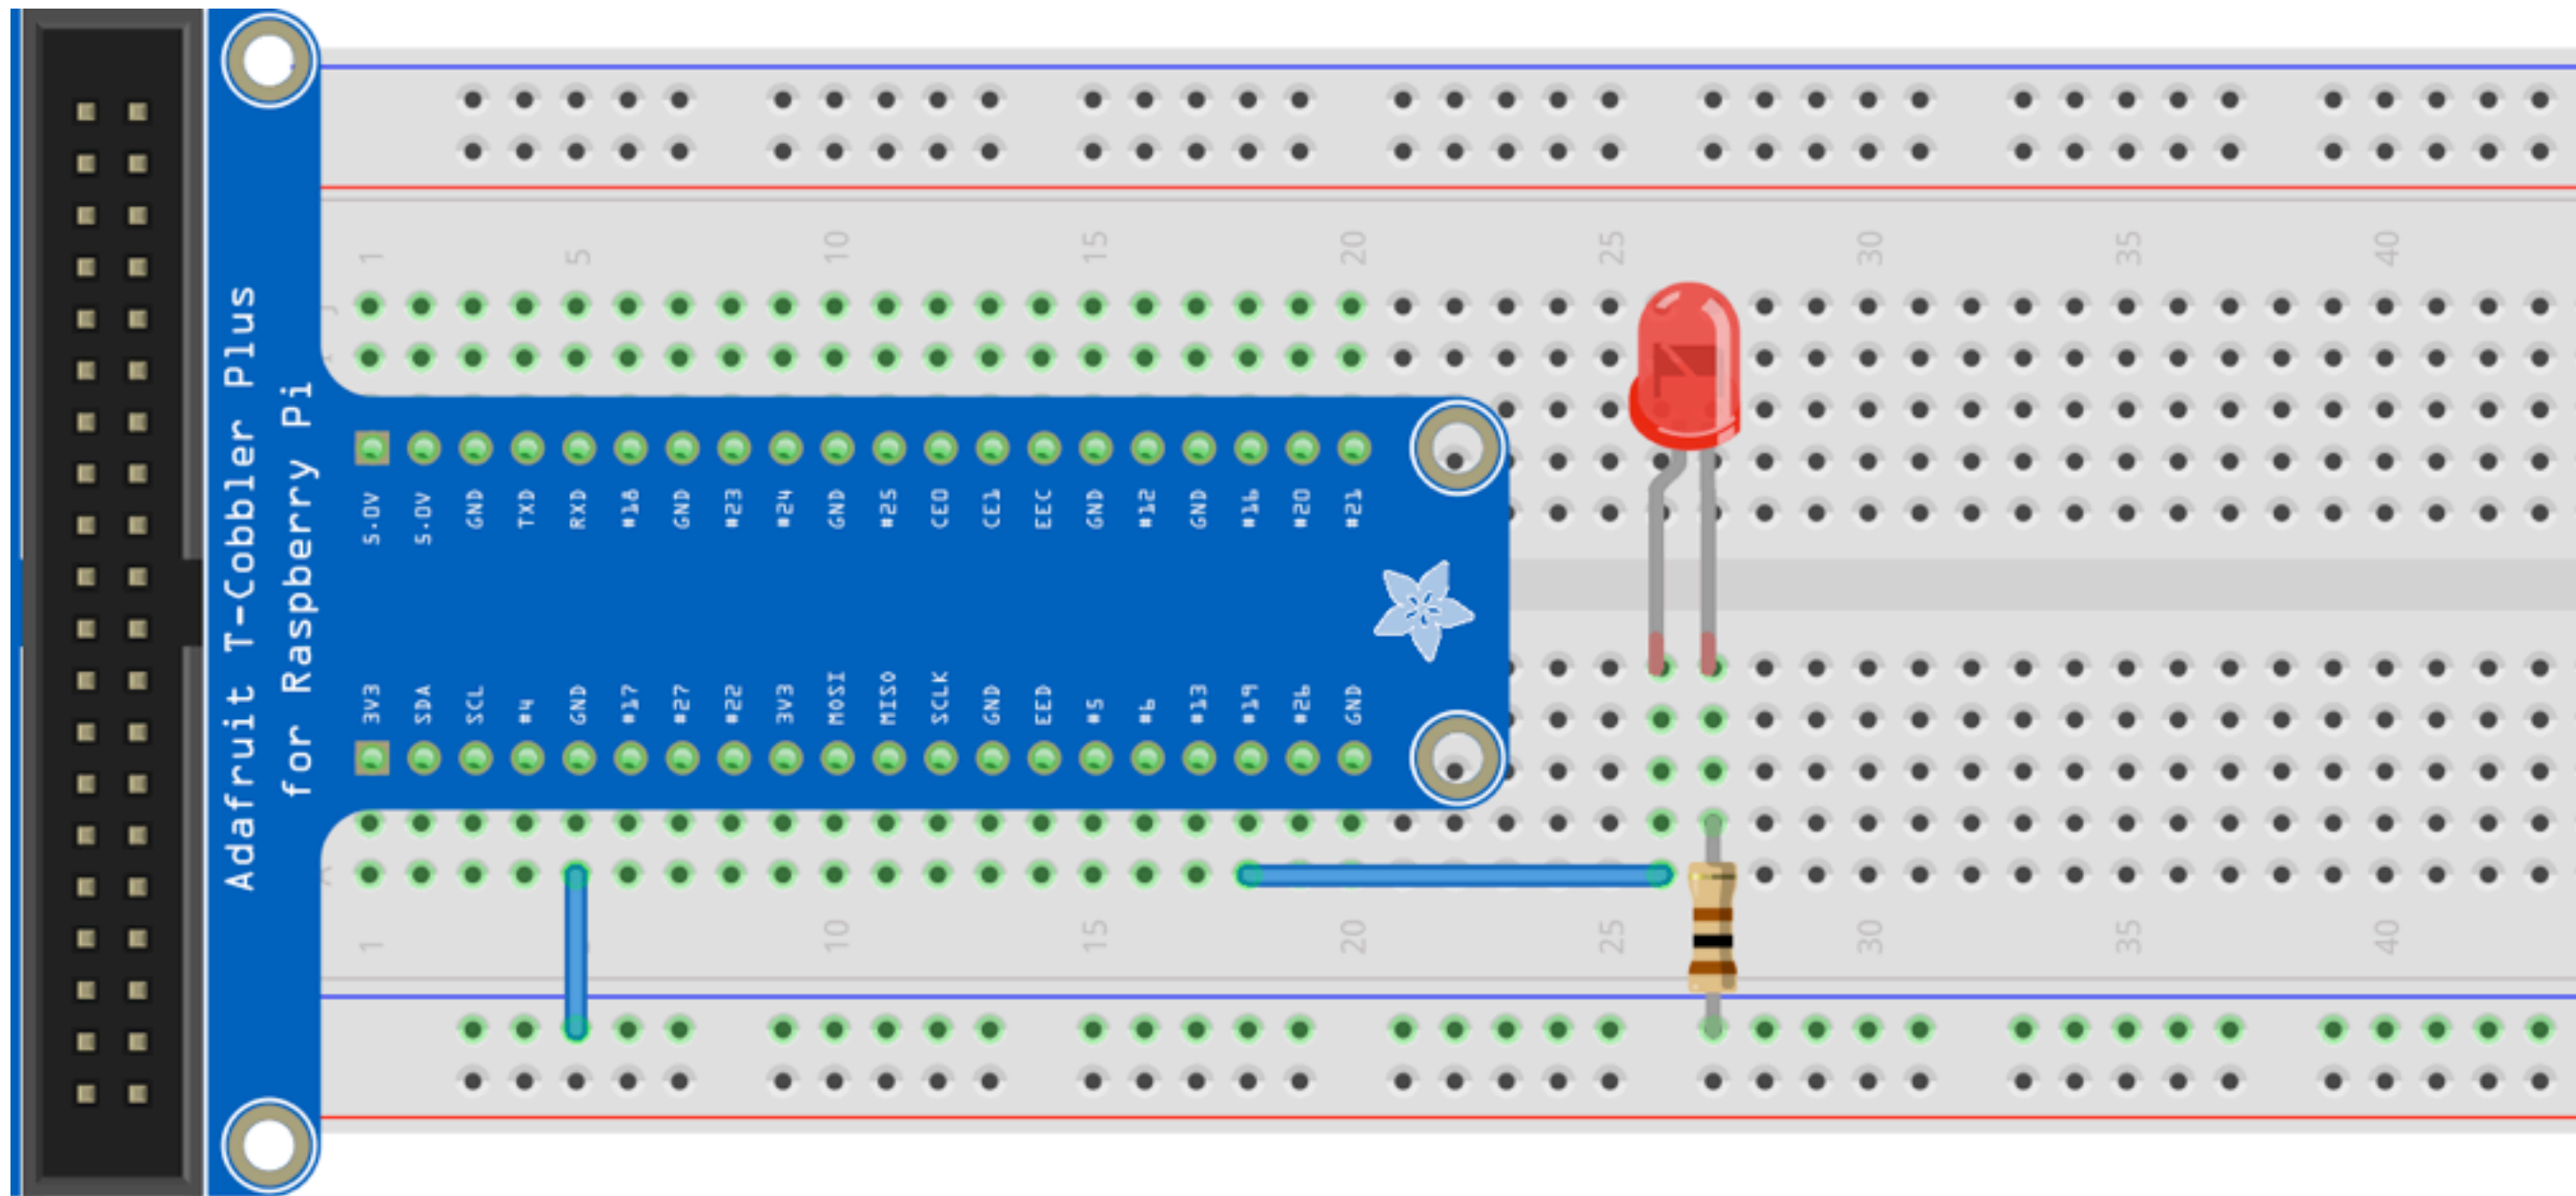 Adafruit T-Cobbler Plus
for Raspberry Pi
1 5 10 15 20 25 30 35 40
J
5.0V 5.0V GND TXD RXD #18 GND #23 #24 GND #25 CE0 CE1 EEC GND #12 GND #16 #20 #21
3V3 SDA SCL #4 GND #17 #27 #22 3V3 MOSI MISO SCLK GND EED #5 #6 #13 #19 #26 GND
A
1 10 15 20 25 30 35 40